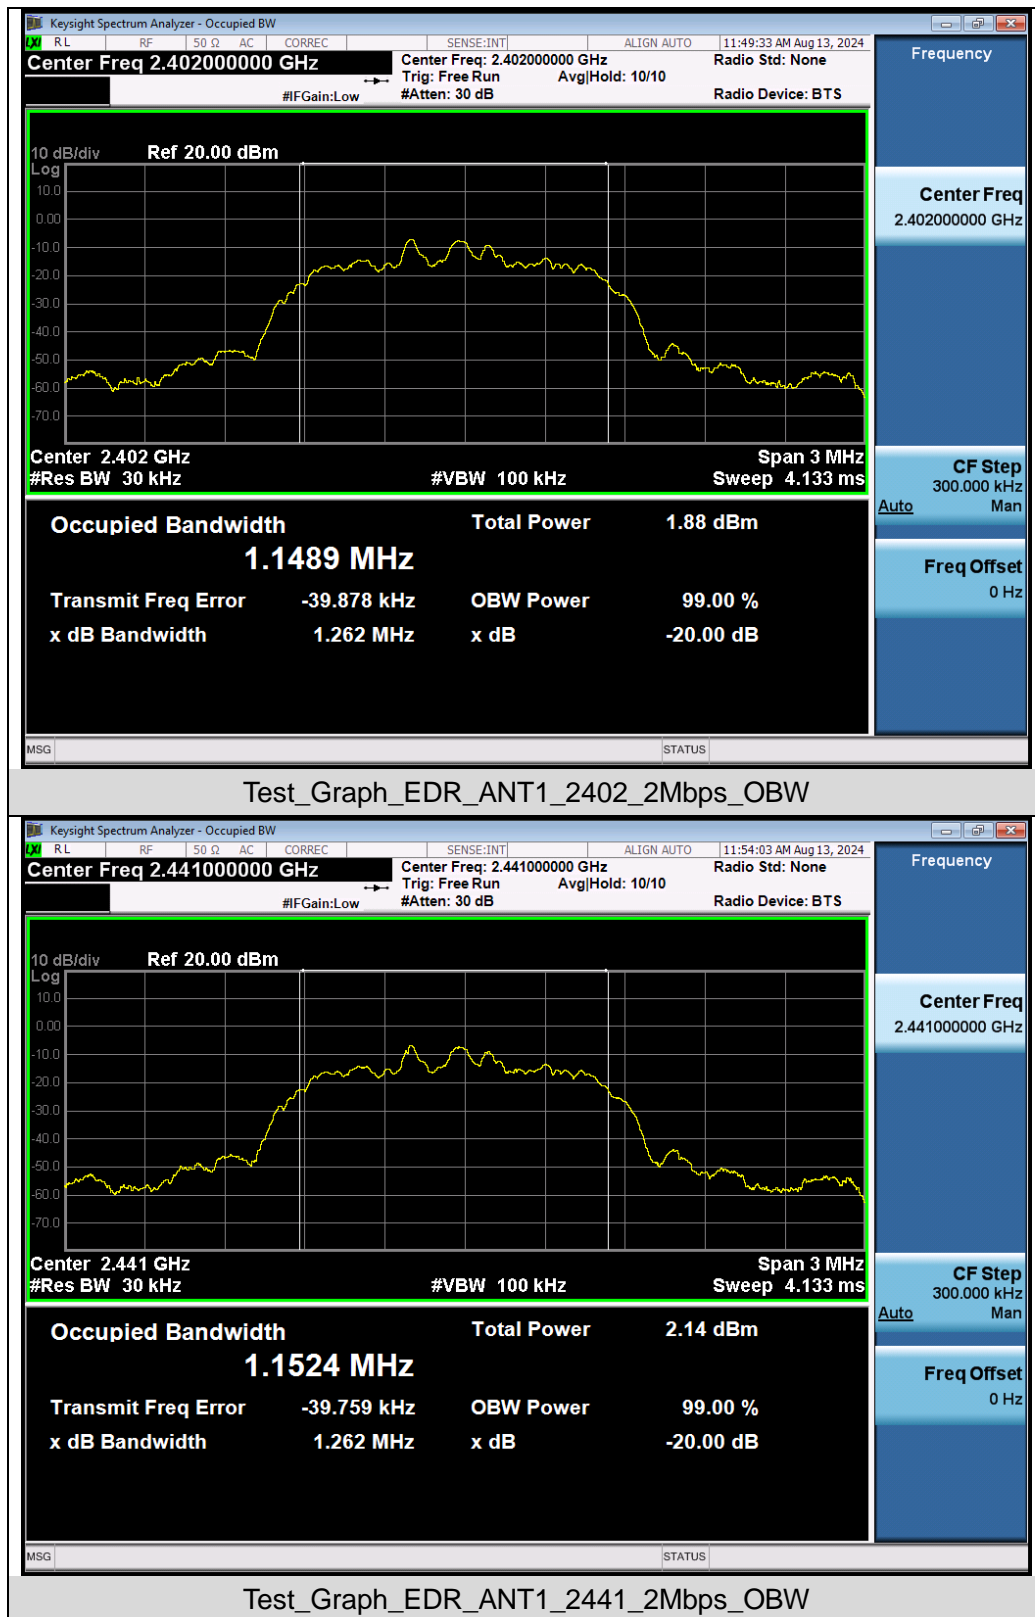 Keysight Spectrum Analyzer - Occupied BW
LXI RL RF 50 Ω AC CORREC SENSE:INT ALIGN AUTO 11:49:33 AM Aug 13, 2024
Center Freq 2.402000000 GHz Center Freq: 2.402000000 GHz Radio Std: None
Trig: Free Run Avg|Hold: 10/10
#IFGain:Low #Atten: 30 dB Radio Device: BTS
Frequency
10 dB/div Ref 20.00 dBm
Log
10.0
0.00
-10.0
-20.0
-30.0
-40.0
-50.0
-60.0
-70.0
Center 2.402 GHz Span 3 MHz
#Res BW 30 kHz #VBW 100 kHz Sweep 4.133 ms
Center Freq
2.402000000 GHz
CF Step
300.000 kHz
Auto Man
Freq Offset
0 Hz
Occupied Bandwidth Total Power 1.88 dBm
1.1489 MHz
Transmit Freq Error -39.878 kHz OBW Power 99.00 %
x dB Bandwidth 1.262 MHz x dB -20.00 dB
MSG STATUS
Test_Graph_EDR_ANT1_2402_2Mbps_OBW
Keysight Spectrum Analyzer - Occupied BW
LXI RL RF 50 Ω AC CORREC SENSE:INT ALIGN AUTO 11:54:03 AM Aug 13, 2024
Center Freq 2.441000000 GHz Center Freq: 2.441000000 GHz Radio Std: None
Trig: Free Run Avg|Hold: 10/10
#IFGain:Low #Atten: 30 dB Radio Device: BTS
Frequency
10 dB/div Ref 20.00 dBm
Log
10.0
0.00
-10.0
-20.0
-30.0
-40.0
-50.0
-60.0
-70.0
Center 2.441 GHz Span 3 MHz
#Res BW 30 kHz #VBW 100 kHz Sweep 4.133 ms
Center Freq
2.441000000 GHz
CF Step
300.000 kHz
Auto Man
Freq Offset
0 Hz
Occupied Bandwidth Total Power 2.14 dBm
1.1524 MHz
Transmit Freq Error -39.759 kHz OBW Power 99.00 %
x dB Bandwidth 1.262 MHz x dB -20.00 dB
MSG STATUS
Test_Graph_EDR_ANT1_2441_2Mbps_OBW